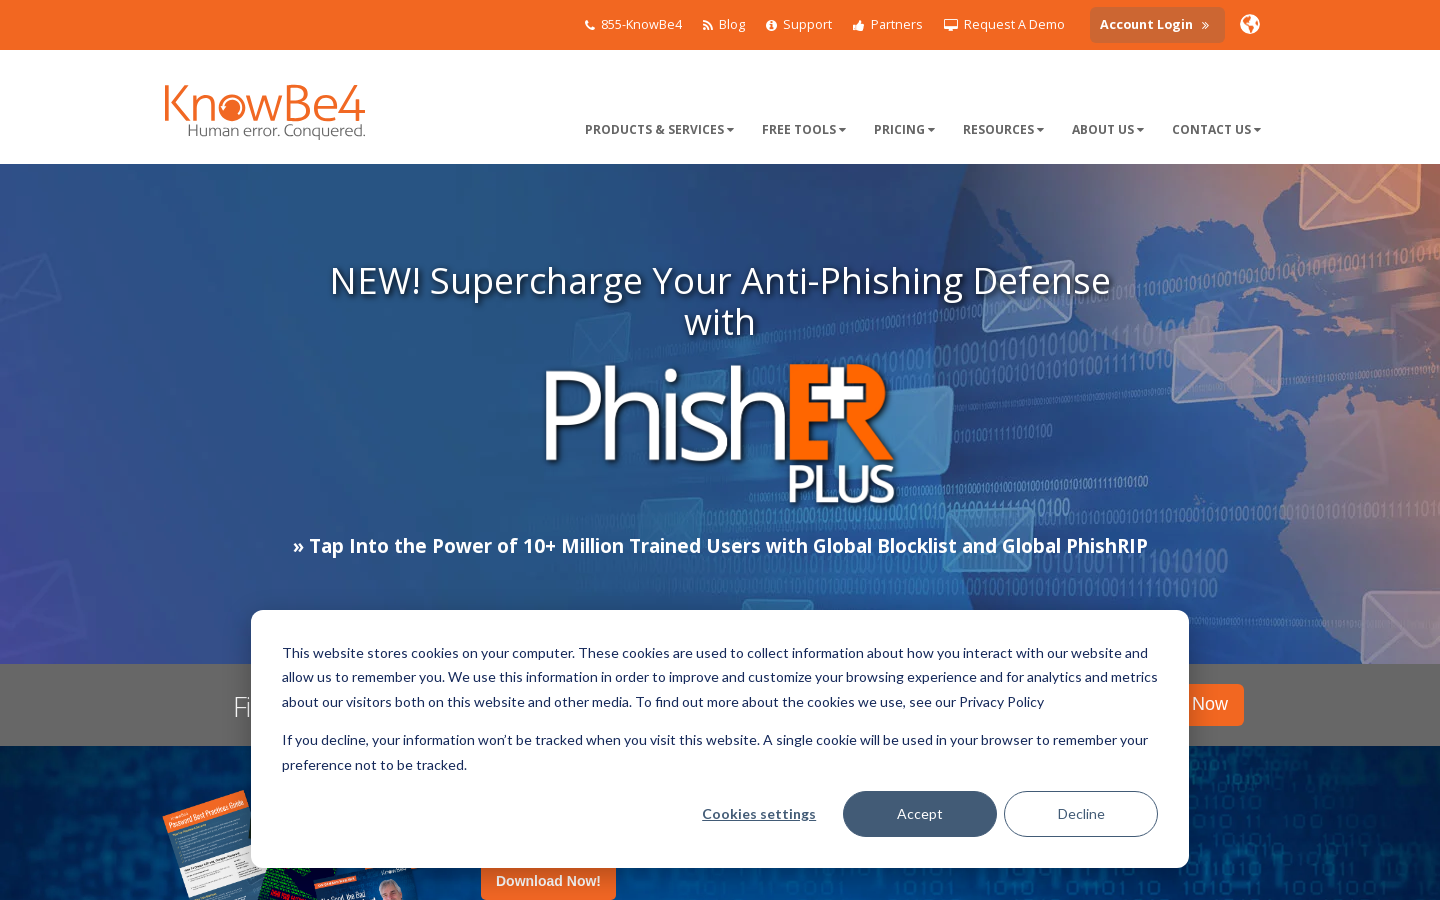 855-KnowBe4 Blog Support Partners Request A Demo Account Login »
KnowBe4
Human error. Conquered.
PRODUCTS & SERVICES FREE TOOLS PRICING RESOURCES ABOUT US CONTACT US
NEW! Supercharge Your Anti-Phishing Defense
with
PhishER
PLUS
» Tap Into the Power of 10+ Million Trained Users with Global Blocklist and Global PhishRIP
Now
This website stores cookies on your computer. These cookies are used to collect information about how you interact with our website and
allow us to remember you. We use this information in order to improve and customize your browsing experience and for analytics and metrics
about our visitors both on this website and other media. To find out more about the cookies we use, see our Privacy Policy
If you decline, your information won’t be tracked when you visit this website. A single cookie will be used in your browser to remember your
preference not to be tracked.
Cookies settings Accept Decline
Password Best Practices Guide
Download Now!